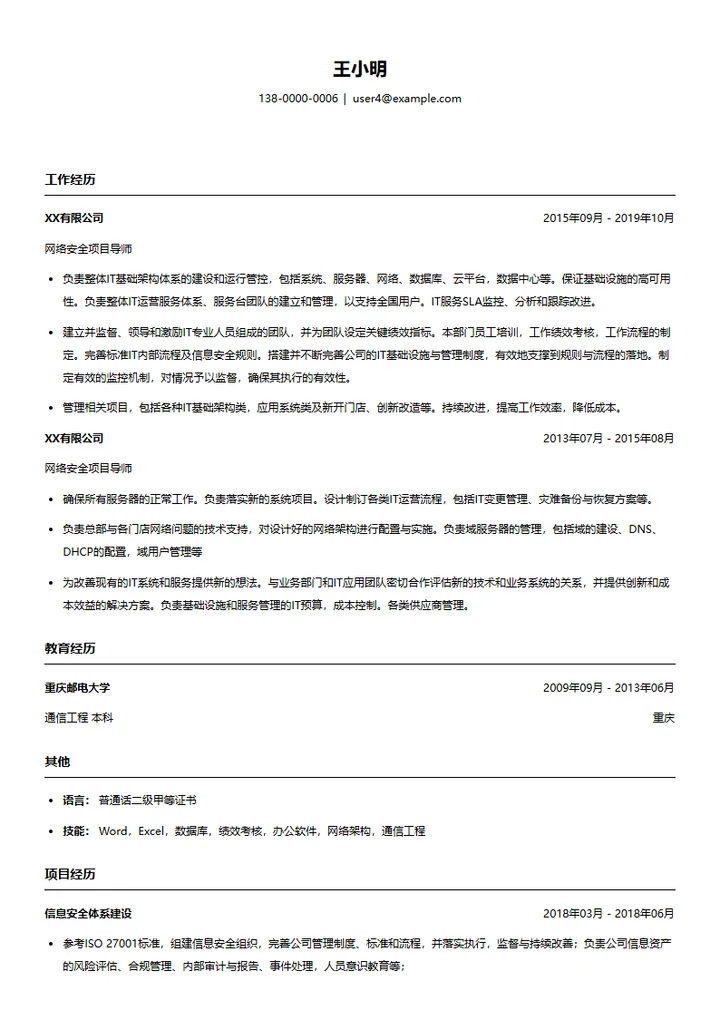 王小明
138-0000-0006 | user4@example.com
工作经历
XX有限公司 2015年09月 - 2019年10月
网络安全项目导师
• 负责整体IT基础架构体系的建设和运行管控，包括系统、服务器、网络、数据库、云平台，数据中心等。保证基础设施的高可用
性。负责整体IT运营服务体系、服务台团队的建立和管理，以支持全国用户。IT服务SLA监控、分析和跟踪改进。
• 建立并监督、领导和激励IT专业人员组成的团队，并为团队设定关键绩效指标。本部门员工培训，工作绩效考核，工作流程的制
定。完善标准IT内部流程及信息安全规则。搭建并不断完善公司的IT基础设施与管理制度，有效地支撑到规则与流程的落地。制
定有效的监控机制，对情况予以监督，确保其执行的有效性。
• 管理相关项目，包括各种IT基础架构类，应用系统类及新开门店、创新改造等。持续改进，提高工作效率，降低成本。
XX有限公司 2013年07月 - 2015年08月
网络安全项目导师
• 确保所有服务器的正常工作。负责落实新的系统项目。设计制订各类IT运营流程，包括IT变更管理、灾难备份与恢复方案等。
• 负责总部与各门店网络问题的技术支持，对设计好的网络架构进行配置与实施。负责域服务器的管理，包括域的建设、DNS、
DHCP的配置，域用户管理等
• 为改善现有的IT系统和服务提供新的想法。与业务部门和IT应用团队密切合作评估新的技术和业务系统的关系，并提供创新和成
本效益的解决方案。负责基础设施和服务管理的IT预算，成本控制。各类供应商管理。
教育经历
重庆邮电大学 2009年09月 - 2013年06月
通信工程 本科 重庆
其他
• 语言： 普通话二级甲等证书
• 技能： Word，Excel，数据库，绩效考核，办公软件，网络架构，通信工程
项目经历
信息安全体系建设 2018年03月 - 2018年06月
• 参考ISO 27001标准，组建信息安全组织，完善公司管理制度、标准和流程，并落实执行，监督与持续改善；负责公司信息资产
的风险评估、合规管理、内部审计与报告、事件处理，人员意识教育等；